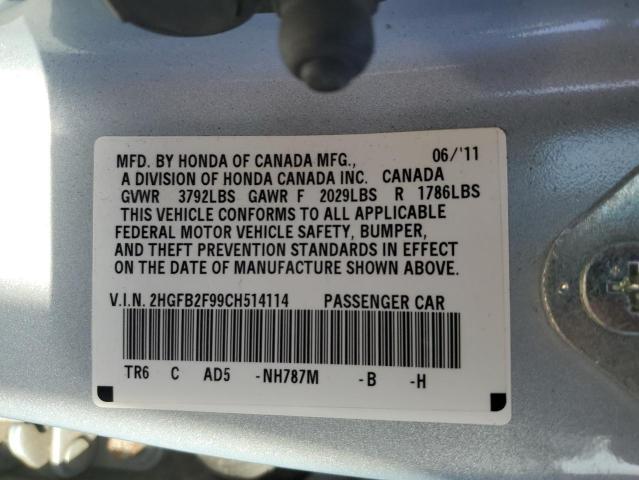 MFD. BY HONDA OF CANADA MFG., 06/'11
A DIVISION OF HONDA CANADA INC. CANADA
GVWR 3792LBS GAWR F 2029LBS R 1786LBS
THIS VEHICLE CONFORMS TO ALL APPLICABLE
FEDERAL MOTOR VEHICLE SAFETY, BUMPER,
AND THEFT PREVENTION STANDARDS IN EFFECT
ON THE DATE OF MANUFACTURE SHOWN ABOVE.
V.I.N. 2HGFB2F99CH514114 PASSENGER CAR
TR6 C AD5 -NH787M -B -H